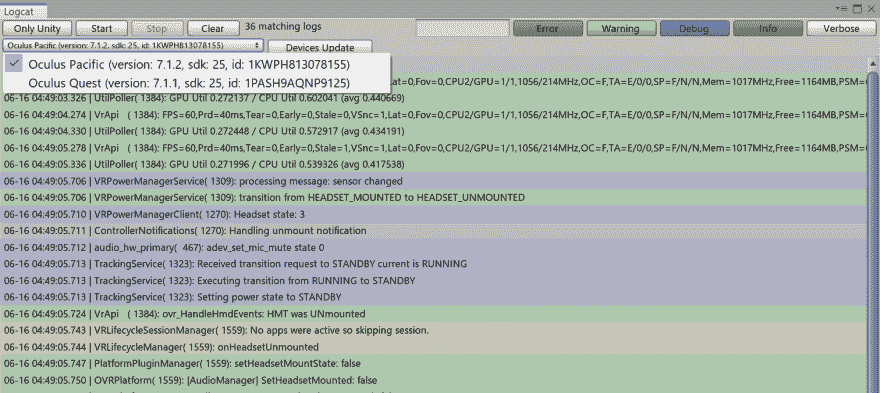 Logcat
Only Unity Start Stop Clear 36 matching logs Error Warning Debug Info Verbose
Oculus Pacific (version: 7.1.2, sdk: 25, id: 1KWPH813078155) Devices Update
Oculus Pacific (version: 7.1.2, sdk: 25, id: 1KWPH813078155)
Oculus Quest (version: 7.1.1, sdk: 25, id: 1PASH9AQNP9125)
Lat=0,Fov=0,CPU2/GPU=1/1,1056/214MHz,OC=F,TA=E/0/0,SP=F/N/N,Mem=1017MHz,Free=1164MB,PSM=
06-16 04:49:03.326 | UtilPoller( 1384): GPU Util 0.272137 / CPU Util 0.602041 (avg 0.440669)
06-16 04:49:04.274 | VrApi ( 1384): FPS=60,Prd=40ms,Tear=0,Early=0,Stale=0,VSnc=1,Lat=0,Fov=0,CPU2/GPU=1/1,1056/214MHz,OC=F,TA=E/0/0,SP=F/N/N,Mem=1017MHz,Free=1164MB,PSM=
06-16 04:49:04.330 | UtilPoller( 1384): GPU Util 0.272448 / CPU Util 0.572917 (avg 0.434191)
06-16 04:49:05.278 | VrApi ( 1384): FPS=60,Prd=40ms,Tear=0,Early=0,Stale=1,VSnc=1,Lat=0,Fov=0,CPU2/GPU=1/1,1056/214MHz,OC=F,TA=E/0/0,SP=F/N/N,Mem=1017MHz,Free=1164MB,PSM=
06-16 04:49:05.336 | UtilPoller( 1384): GPU Util 0.271996 / CPU Util 0.539326 (avg 0.417538)
06-16 04:49:05.706 | VRPowerManagerService( 1309): processing message: sensor changed
06-16 04:49:05.706 | VRPowerManagerService( 1309): transition from HEADSET_MOUNTED to HEADSET_UNMOUNTED
06-16 04:49:05.710 | VRPowerManagerClient( 1270): Headset state: 3
06-16 04:49:05.711 | ControllerNotifications( 1270): Handling unmount notification
06-16 04:49:05.712 | audio_hw_primary( 467): adev_set_mic_mute state 0
06-16 04:49:05.713 | TrackingService( 1323): Received transition request to STANDBY current is RUNNING
06-16 04:49:05.713 | TrackingService( 1323): Executing transition from RUNNING to STANDBY
06-16 04:49:05.713 | TrackingService( 1323): Setting power state to STANDBY
06-16 04:49:05.724 | VrApi ( 1384): ovr_HandleHmdEvents: HMT was UNmounted
06-16 04:49:05.743 | VRLifecycleSessionManager( 1559): No apps were active so skipping session.
06-16 04:49:05.744 | VRLifecycleManager( 1559): onHeadsetUnmounted
06-16 04:49:05.747 | PlatformPluginManager( 1559): setHeadsetMountState: false
06-16 04:49:05.750 | OVRPlatform ( 1559): [AudioManager] SetHeadsetMounted: false